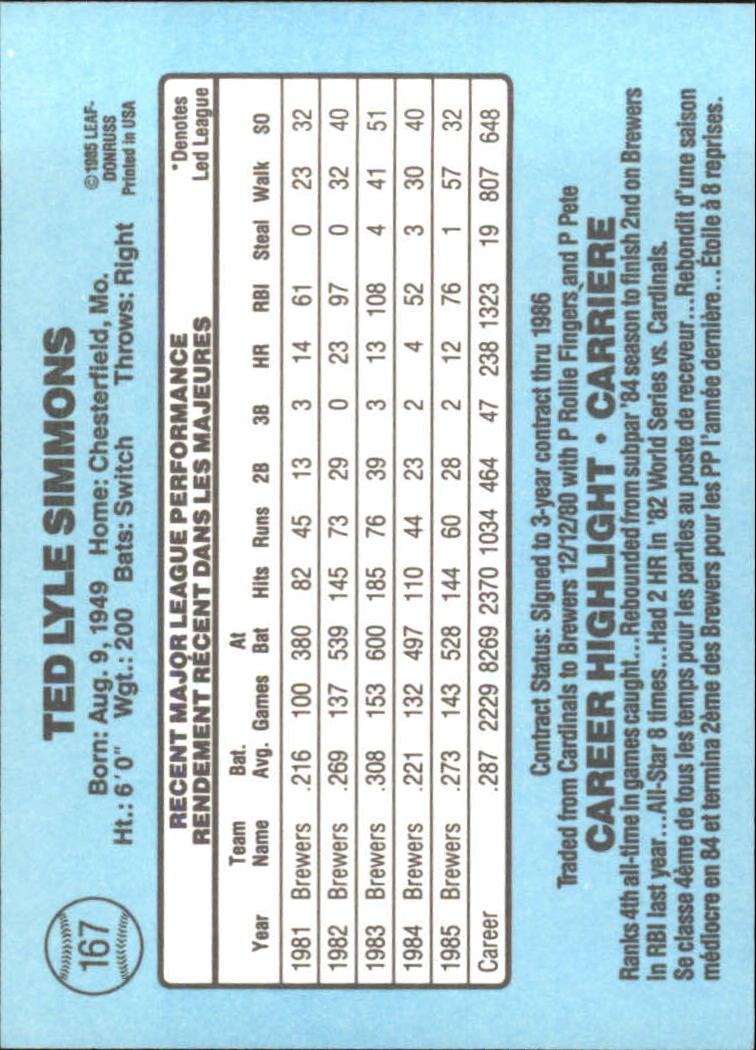 167
TED LYLE SIMMONS
Born: Aug. 9, 1949 Home: Chesterfield, Mo.
Ht.: 6'0" Wgt.: 200 Bats: Switch Throws: Right
©1985 LEAF-
DONRUSS
Printed in USA
RECENT MAJOR LEAGUE PERFORMANCE
RENDEMENT RÉCENT DANS LES MAJEURES
*Denotes
Led League
Year Team Name Bat. Avg. Games At Bat Hits Runs 2B 3B HR RBI Steal Walk SO
1981 Brewers .216 100 380 82 45 13 3 14 61 0 23 32
1982 Brewers .269 137 539 145 73 29 0 23 97 0 32 40
1983 Brewers .308 153 600 185 76 39 3 13 108 4 41 51
1984 Brewers .221 132 497 110 44 23 2 4 52 3 30 40
1985 Brewers .273 143 528 144 60 28 2 12 76 1 57 32
Career .287 2229 8269 2370 1034 464 47 238 1323 19 807 648
Contract Status: Signed to 3-year contract thru 1986
Traded from Cardinals to Brewers 12/12/80 with P Rollie Fingers and P Pete
CAREER HIGHLIGHT • CARRIÈRE
Ranks 4th all-time in games caught...Rebounded from subpar '84 season to finish 2nd on Brewers
in RBI last year...All-Star 8 times...Had 2 HR in '82 World Series vs. Cardinals.
Se classe 4ème de tous les temps pour les parties au poste de receveur...Rebondit d'une saison
médiocre en 84 et termina 2ème des Brewers pour les PP l'année dernière...Étoile à 8 reprises.